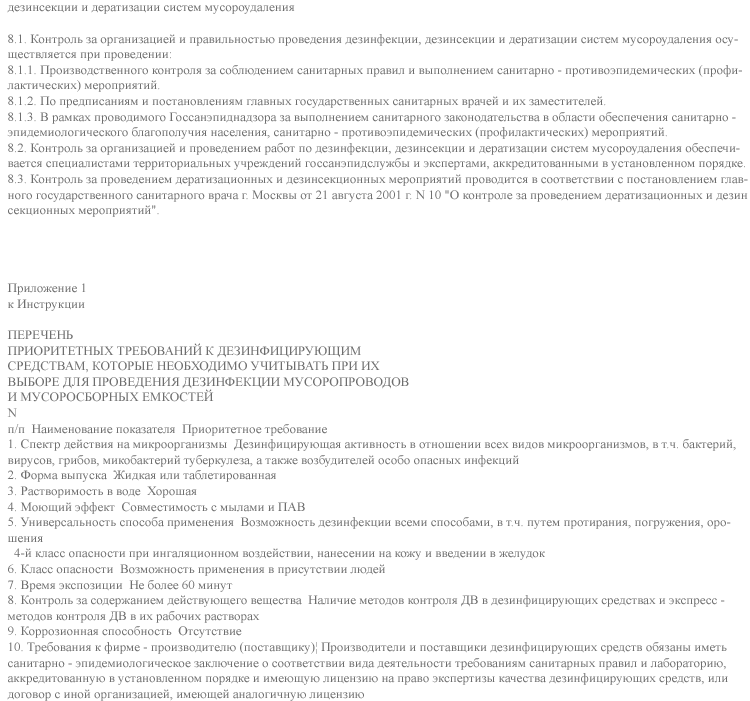 дезинсекции и дератизации систем мусороудаления
8.1. Контроль за организацией и правильностью проведения дезинфекции, дезинсекции и дератизации систем мусороудаления осу-
ществляется при проведении:
8.1.1. Производственного контроля за соблюдением санитарных правил и выполнением санитарно - противоэпидемических (профи-
лактических) мероприятий.
8.1.2. По предписаниям и постановлениям главных государственных санитарных врачей и их заместителей.
8.1.3. В рамках проводимого Госсанэпиднадзора за выполнением санитарного законодательства в области обеспечения санитарно -
эпидемиологического благополучия населения, санитарно - противоэпидемических (профилактических) мероприятий.
8.2. Контроль за организацией и проведением работ по дезинфекции, дезинсекции и дератизации систем мусороудаления обеспечи-
вается специалистами территориальных учреждений госсанэпидслужбы и экспертами, аккредитованными в установленном порядке.
8.3. Контроль за проведением дератизационных и дезинсекционных мероприятий проводится в соответствии с постановлением глав-
ного государственного санитарного врача г. Москвы от 21 августа 2001 г. N 10 "О контроле за проведением дератизационных и дезин
секционных мероприятий".
Приложение 1
к Инструкции
ПЕРЕЧЕНЬ
ПРИОРИТЕТНЫХ ТРЕБОВАНИЙ К ДЕЗИНФИЦИРУЮЩИМ
СРЕДСТВАМ, КОТОРЫЕ НЕОБХОДИМО УЧИТЫВАТЬ ПРИ ИХ
ВЫБОРЕ ДЛЯ ПРОВЕДЕНИЯ ДЕЗИНФЕКЦИИ МУСОРОПРОВОДОВ
И МУСОРОСБОРНЫХ ЕМКОСТЕЙ
N
п/п Наименование показателя Приоритетное требование
1. Спектр действия на микроорганизмы Дезинфицирующая активность в отношении всех видов микроорганизмов, в т.ч. бактерий,
вирусов, грибов, микобактерий туберкулеза, а также возбудителей особо опасных инфекций
2. Форма выпуска Жидкая или таблетированная
3. Растворимость в воде Хорошая
4. Моющий эффект Совместимость с мылами и ПАВ
5. Универсальность способа применения Возможность дезинфекции всеми способами, в т.ч. путем протирания, погружения, оро-
шения
4-й класс опасности при ингаляционном воздействии, нанесении на кожу и введении в желудок
6. Класс опасности Возможность применения в присутствии людей
7. Время экспозиции Не более 60 минут
8. Контроль за содержанием действующего вещества Наличие методов контроля ДВ в дезинфицирующих средствах и экспресс -
методов контроля ДВ в их рабочих растворах
9. Коррозионная способность Отсутствие
10. Требования к фирме - производителю (поставщику)¦ Производители и поставщики дезинфицирующих средств обязаны иметь
санитарно - эпидемиологическое заключение о соответствии вида деятельности требованиям санитарных правил и лабораторию,
аккредитованную в установленном порядке и имеющую лицензию на право экспертизы качества дезинфицирующих средств, или
договор с иной организацией, имеющей аналогичную лицензию